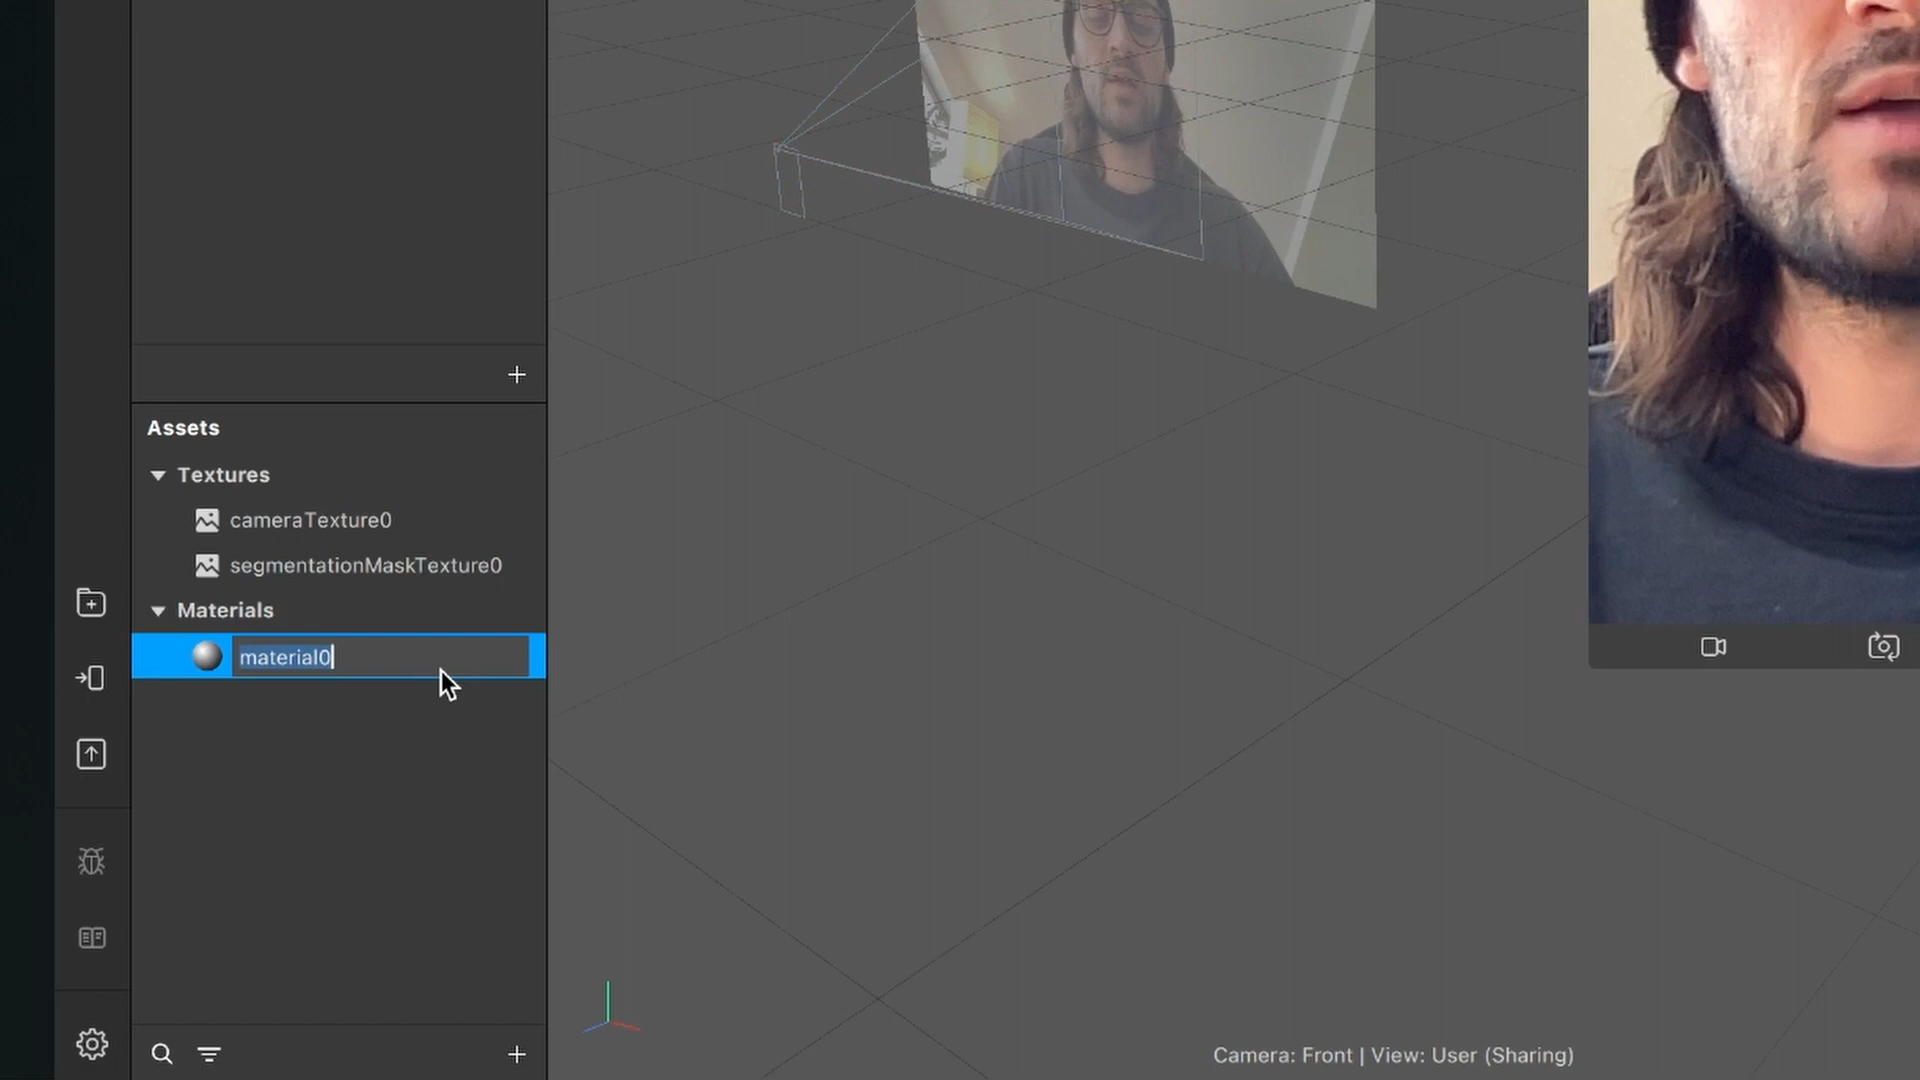 Assets
Textures
cameraTexture0
segmentationMaskTexture0
Materials
material0
Camera: Front | View: User (Sharing)